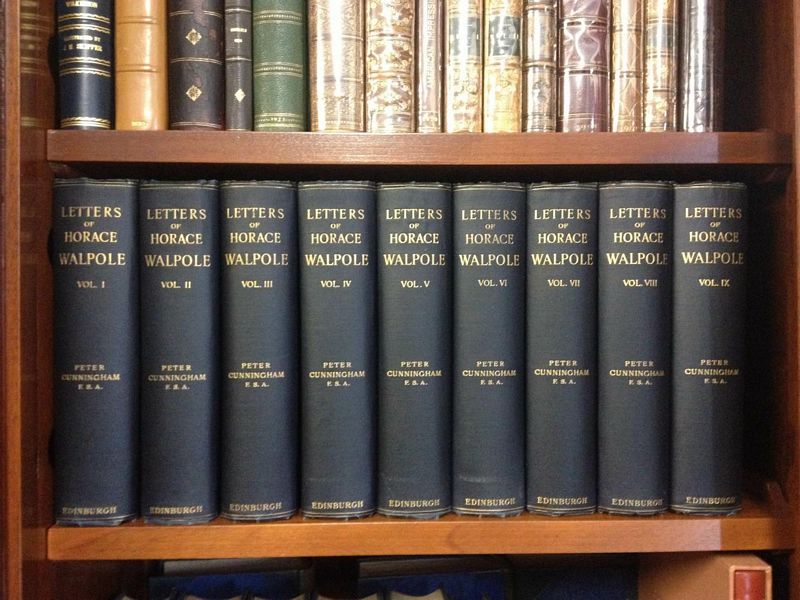 WILKINSON
ILLUSTRATED BY
LETTERS
OF
HORACE
WALPOLE
VOL. I
PETER
CUNNINGHAM
F. S. A.
EDINBURGH
LETTERS
OF
HORACE
WALPOLE
VOL. II
PETER
CUNNINGHAM
F. S. A.
EDINBURGH
LETTERS
OF
HORACE
WALPOLE
VOL. III
PETER
CUNNINGHAM
F. S. A.
EDINBURGH
LETTERS
OF
HORACE
WALPOLE
VOL. IV
PETER
CUNNINGHAM
F. S. A.
EDINBURGH
LETTERS
OF
HORACE
WALPOLE
VOL. V
PETER
CUNNINGHAM
F. S. A.
EDINBURGH
LETTERS
OF
HORACE
WALPOLE
VOL. VI
PETER
CUNNINGHAM
F. S. A.
EDINBURGH
LETTERS
OF
HORACE
WALPOLE
VOL. VII
PETER
CUNNINGHAM
F. S. A.
EDINBURGH
LETTERS
OF
HORACE
WALPOLE
VOL. VIII
PETER
CUNNINGHAM
F. S. A.
EDINBURGH
LETTERS
OF
HORACE
WALPOLE
VOL. IX
PETER
CUNNINGHAM
F. S. A.
EDINBURGH